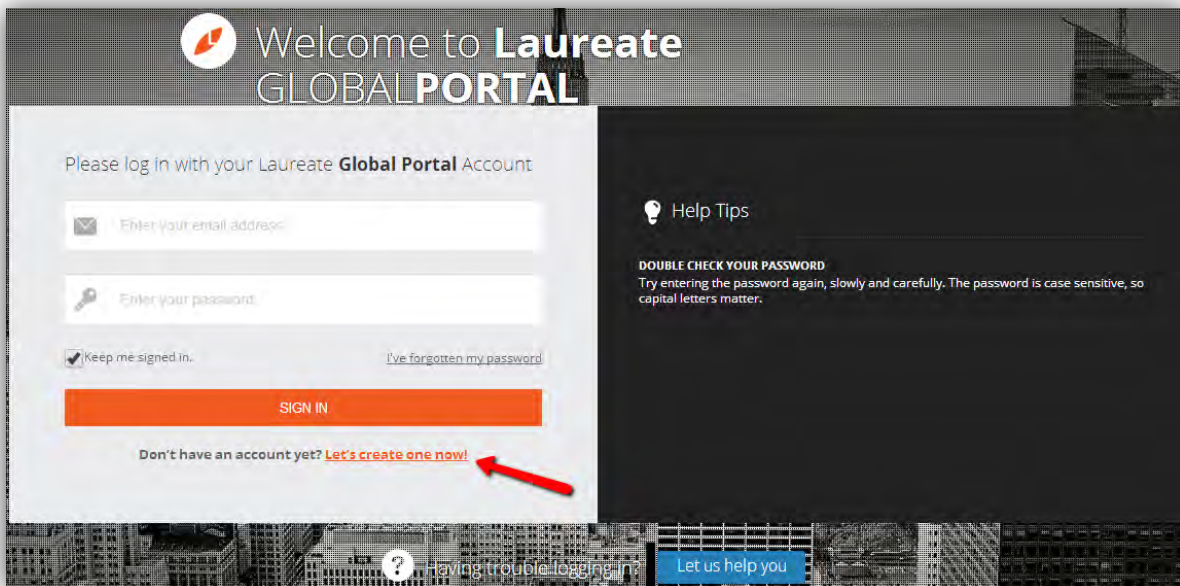 Welcome to Laureate
GLOBALPORTAL
Please log in with your Laureate Global Portal Account
Enter your email address
Enter your password
Keep me signed in.
I've forgotten my password
SIGN IN
Don't have an account yet? Let's create one now!
Help Tips
DOUBLE CHECK YOUR PASSWORD
Try entering the password again, slowly and carefully. The password is case sensitive, so
capital letters matter.
? Having trouble logging in? Let us help you